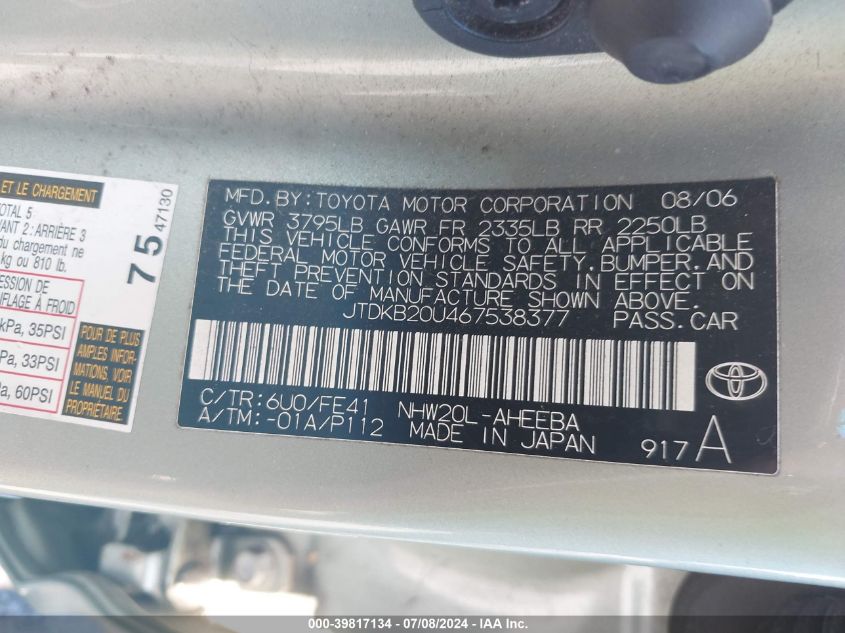 ET LE CHARGEMENT
TOTAL 5
VANT 2: ARRIÈRE 3
du chargement ne
kg ou 810 lb.
75
47130
ESSION DE
NFLAGE À FROID
kPa, 35PSI
Pa, 33PSI
Pa, 60PSI
POUR DE PLUS
AMPLES INFOR-
MATIONS, VOIR
LE MANUEL DU
PROPRIÉTAIRE
MFD. BY: TOYOTA MOTOR CORPORATION 08/06
GVWR 3795LB GAWR FR 2335LB RR 2250LB
THIS VEHICLE CONFORMS TO ALL APPLICABLE
FEDERAL MOTOR VEHICLE SAFETY, BUMPER, AND
THEFT PREVENTION STANDARDS IN EFFECT ON
THE DATE OF MANUFACTURE SHOWN ABOVE.
JTDKB20U467538377 PASS. CAR
C/TR: 6U0/FE41 NHW20L-AHEEBA
A/TM: -01A/P112 MADE IN JAPAN
917 A
000-39817134 - 07/08/2024 - IAA Inc.